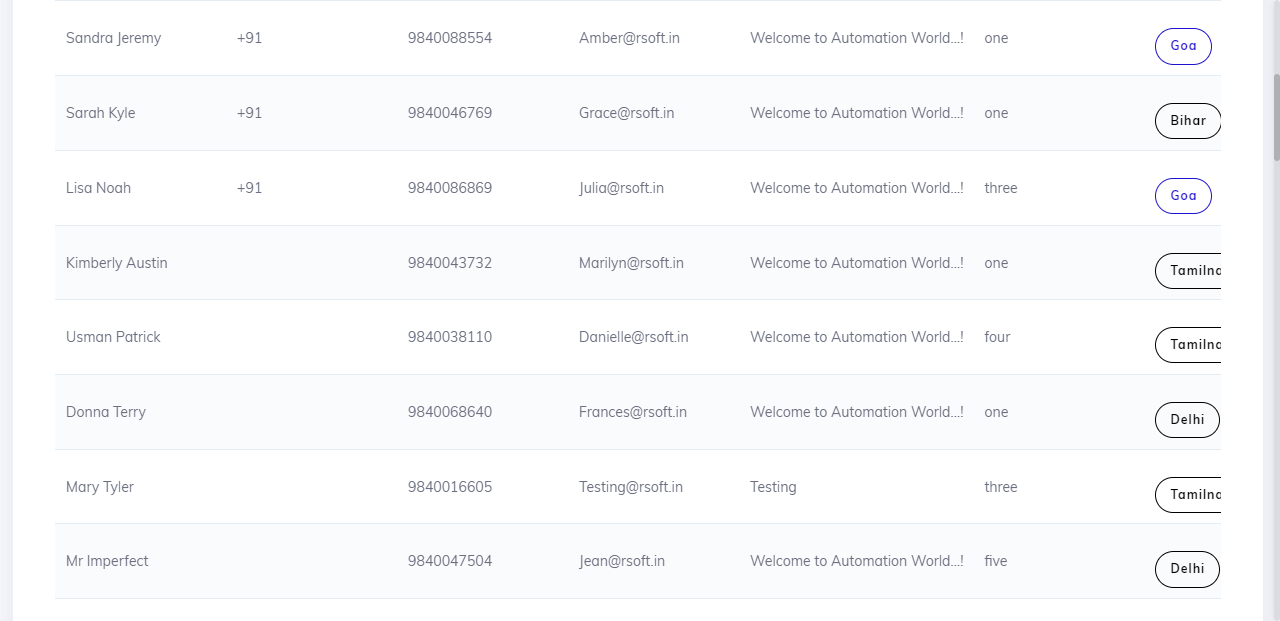 Sandra Jeremy +91 9840088554 Amber@rsoft.in Welcome to Automation World...! one Goa
Sarah Kyle +91 9840046769 Grace@rsoft.in Welcome to Automation World...! one Bihar
Lisa Noah +91 9840086869 Julia@rsoft.in Welcome to Automation World...! three Goa
Kimberly Austin 9840043732 Marilyn@rsoft.in Welcome to Automation World...! one Tamilna
Usman Patrick 9840038110 Danielle@rsoft.in Welcome to Automation World...! four Tamilna
Donna Terry 9840068640 Frances@rsoft.in Welcome to Automation World...! one Delhi
Mary Tyler 9840016605 Testing@rsoft.in Testing three Tamilna
Mr Imperfect 9840047504 Jean@rsoft.in Welcome to Automation World...! five Delhi